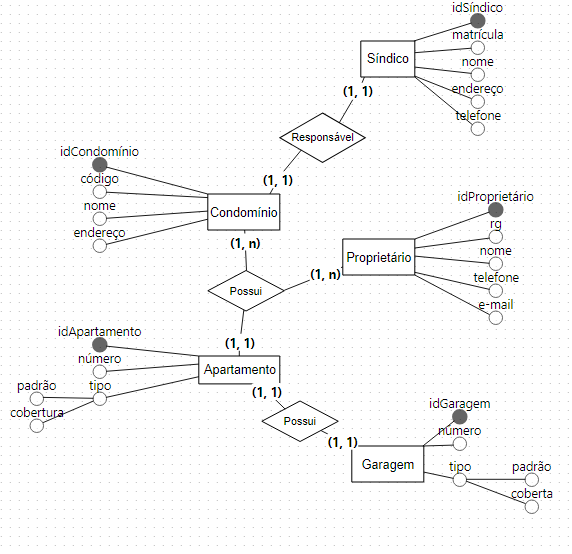 idSíndico
matrícula
Síndico
nome
endereço
(1, 1)
telefone
Responsável
idCondomínio
código
(1, 1)
nome
Condomínio
endereço
idProprietário
rg
(1, n)
nome
Proprietário
(1, n)
telefone
Possui
e-mail
idApartamento
(1, 1)
número
Apartamento
padrão
tipo
(1, 1)
cobertura
idGaragem
Possui
número
(1, 1)
Garagem
tipo
padrão
coberta